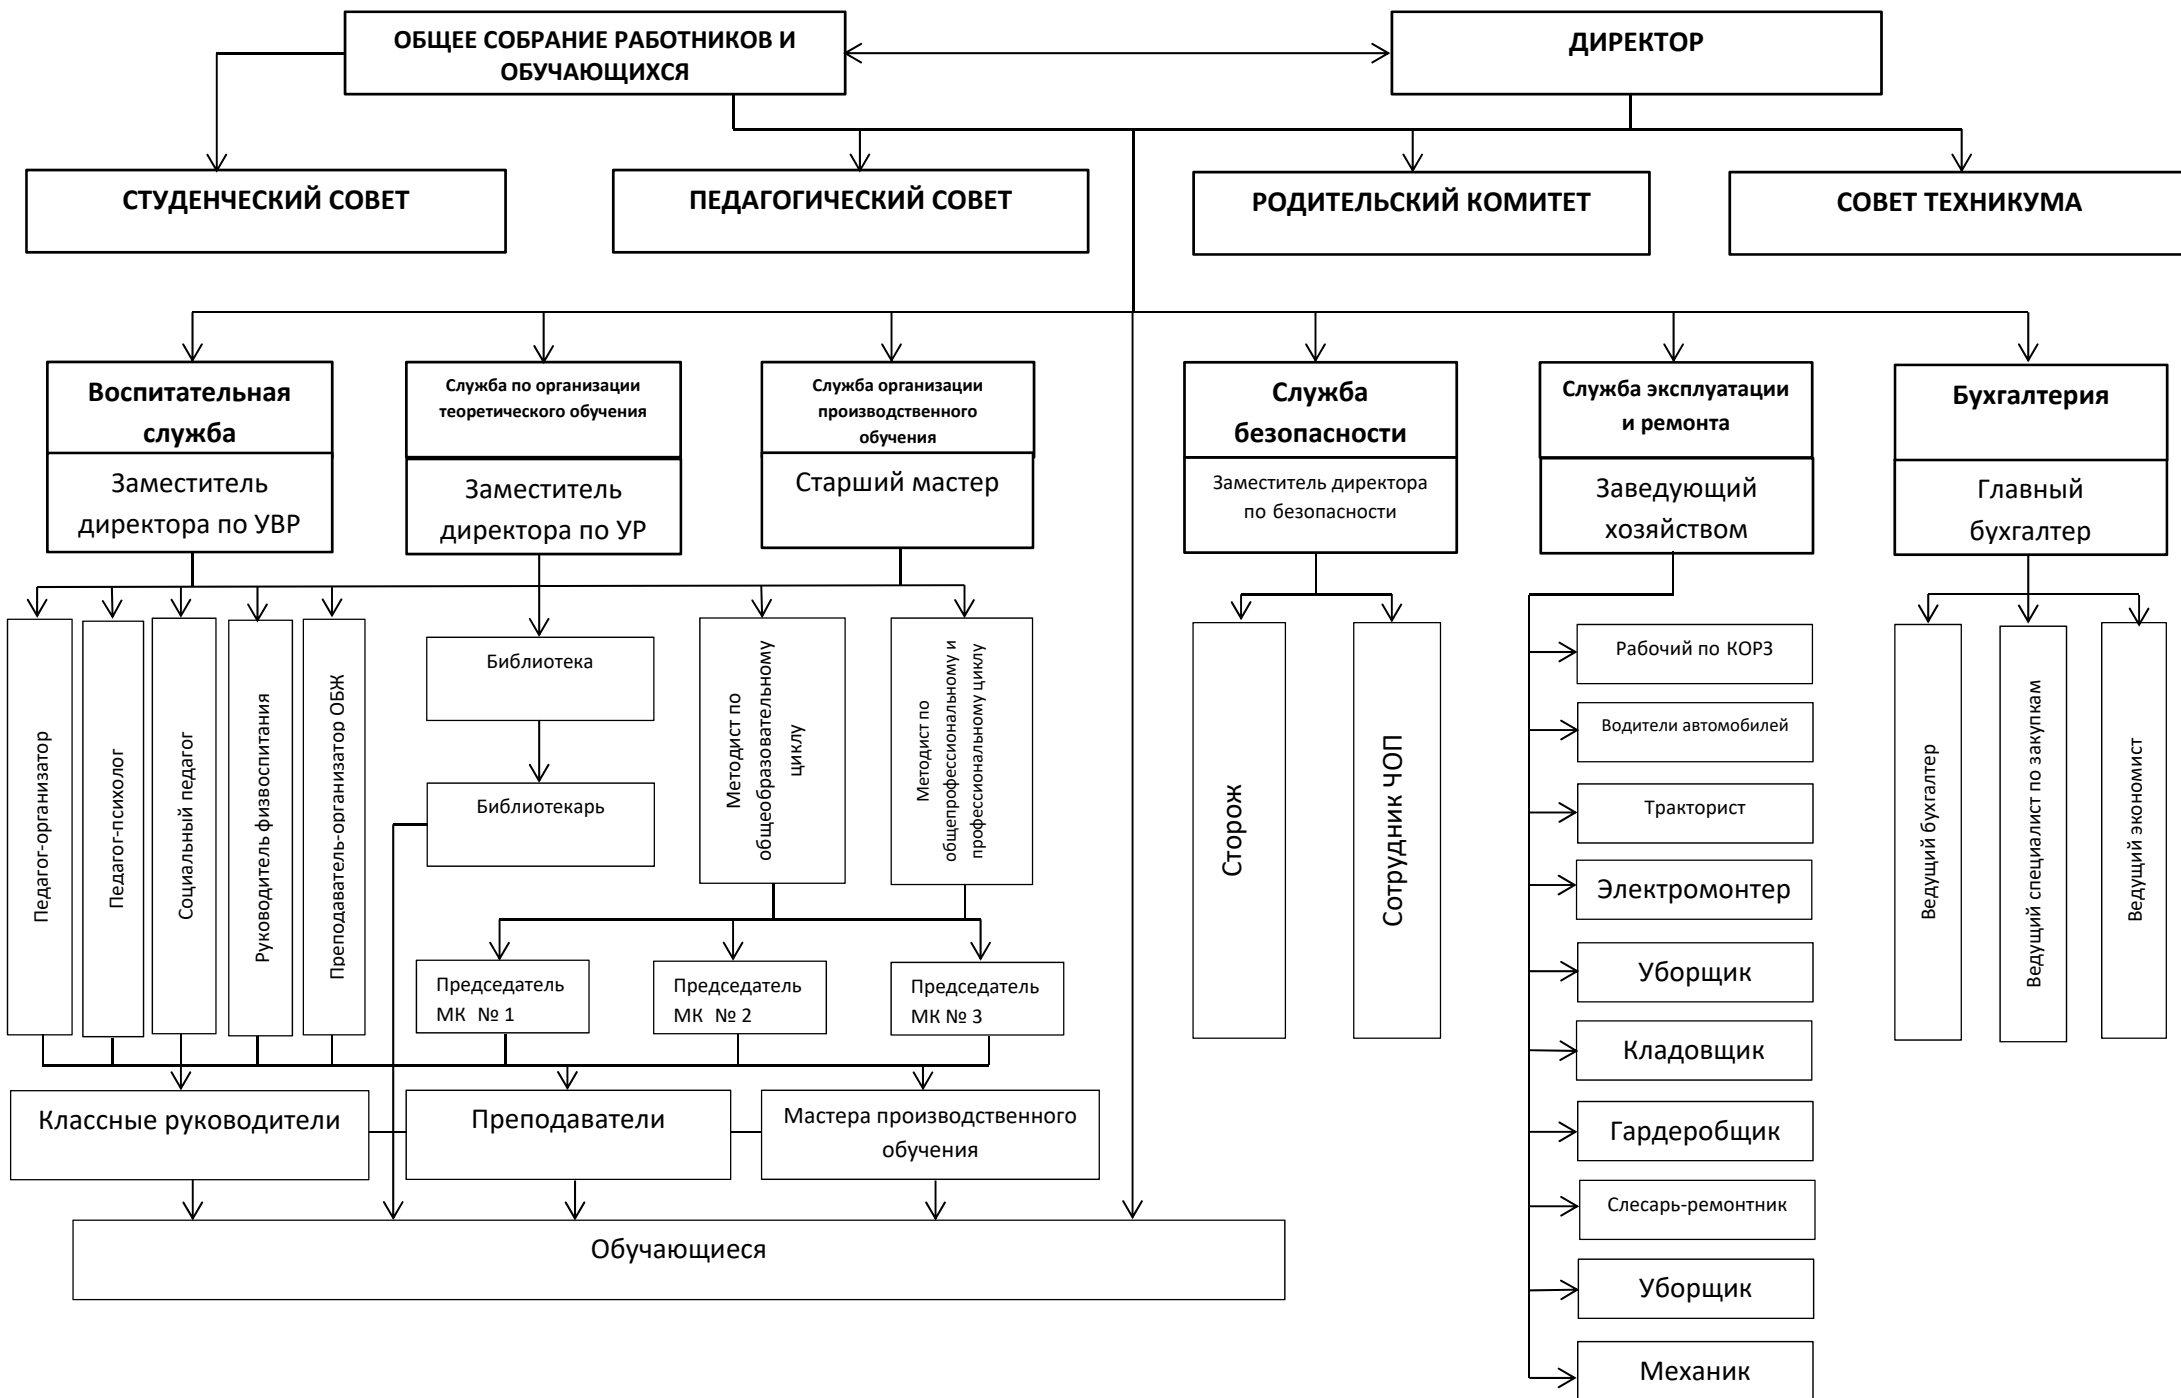 ОБЩЕЕ СОБРАНИЕ РАБОТНИКОВ И
ОБУЧАЮЩИХСЯ
ДИРЕКТОР
СТУДЕНЧЕСКИЙ СОВЕТ
ПЕДАГОГИЧЕСКИЙ СОВЕТ
РОДИТЕЛЬСКИЙ КОМИТЕТ
СОВЕТ ТЕХНИКУМА
Воспитательная
служба
Заместитель
директора по УВР
Служба по организации
теоретического обучения
Заместитель
директора по УР
Служба организации
производственного
обучения
Старший мастер
Служба
безопасности
Заместитель директора
по безопасности
Служба эксплуатации
и ремонта
Заведующий
хозяйством
Бухгалтерия
Главный
бухгалтер
Педагог-организатор
Педагог-психолог
Социальный педагог
Руководитель физвоспитания
Преподаватель-организатор ОБЖ
Библиотека
Библиотекарь
Методист по
общеобразовательному
циклу
Методист по
общепрофессиональному и
профессиональному циклу
Председатель
МК № 1
Председатель
МК № 2
Председатель
МК № 3
Сторож
Сотрудник ЧОП
Рабочий по КОРЗ
Водители автомобилей
Тракторист
Электромонтер
Уборщик
Кладовщик
Гардеробщик
Слесарь-ремонтник
Уборщик
Механик
Ведущий бухгалтер
Ведущий специалист по закупкам
Ведущий экономист
Классные руководители
Преподаватели
Мастера производственного
обучения
Обучающиеся